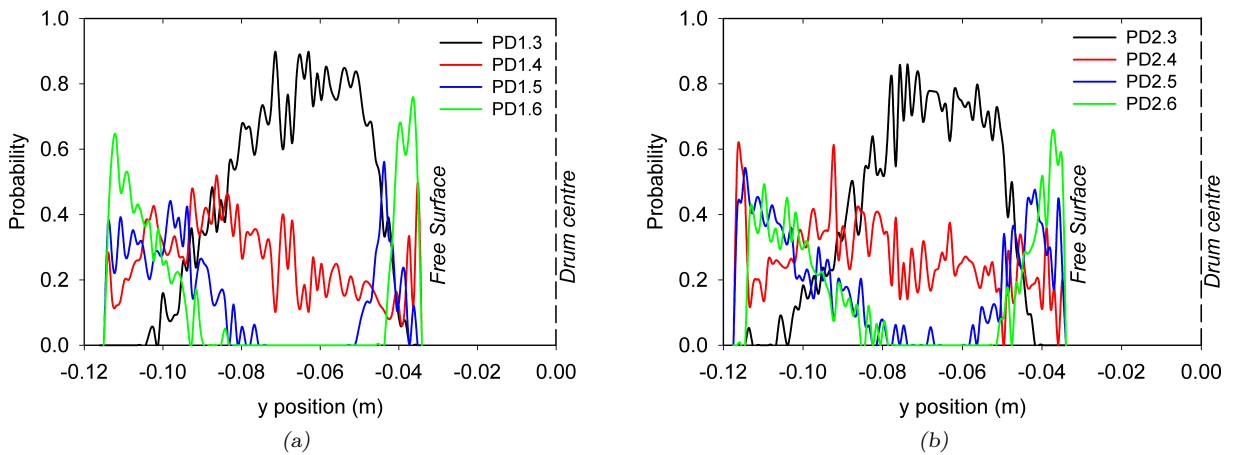 1.0
0.8
0.6
0.4
0.2
0.0
Probability
PD1.3
PD1.4
PD1.5
PD1.6
Free Surface
Drum centre
-0.12 -0.10 -0.08 -0.06 -0.04 -0.02 0.00
y position (m)
(a)
1.0
0.8
0.6
0.4
0.2
0.0
Probability
PD2.3
PD2.4
PD2.5
PD2.6
Free Surface
Drum centre
-0.12 -0.10 -0.08 -0.06 -0.04 -0.02 0.00
y position (m)
(b)